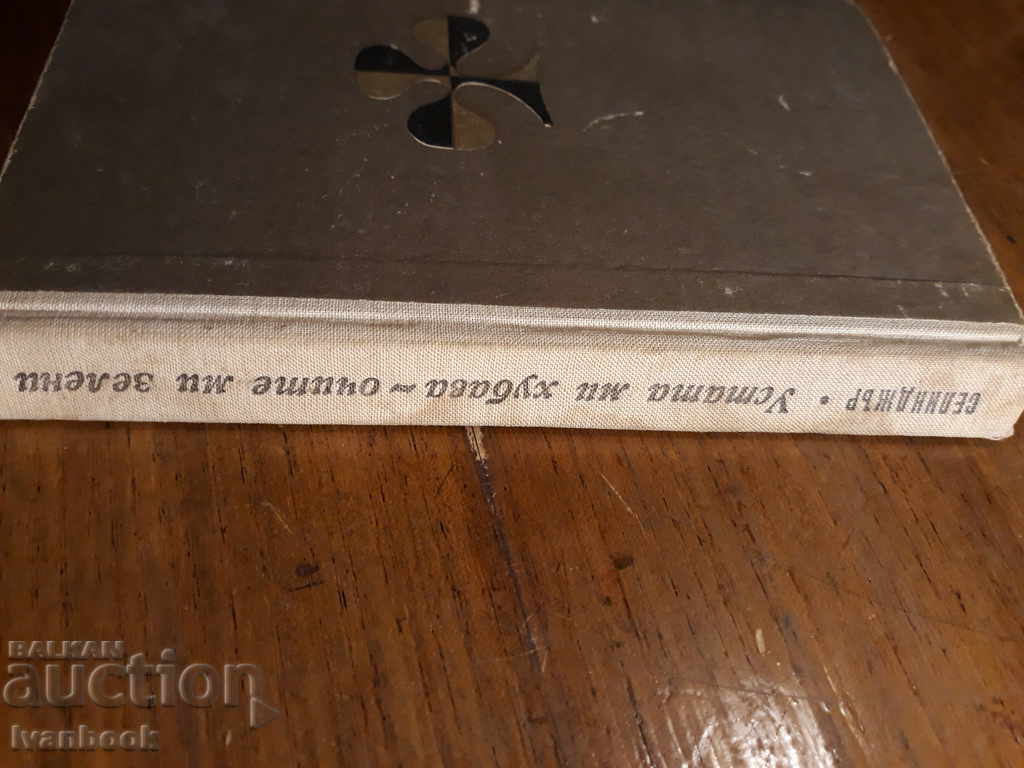 СЕЛИНДЖЪР • Устата ми хубава ~ очите ми зелени
BALKAN
auction
Ivanbook